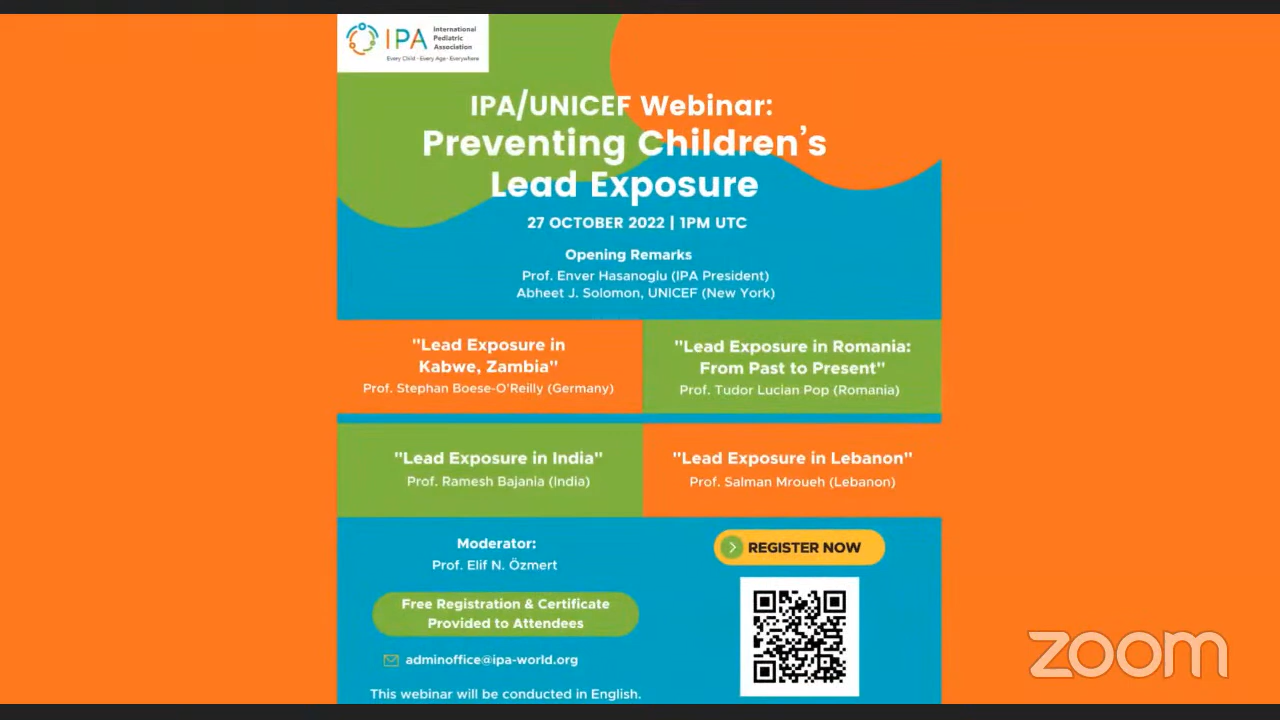 IPA
International
Pediatric
Association
Every Child - Every Age - Everywhere
IPA/UNICEF Webinar:
Preventing Children's
Lead Exposure
27 OCTOBER 2022 | 1PM UTC
Opening Remarks
Prof. Enver Hasanoglu (IPA President)
Abheet J. Solomon, UNICEF (New York)
"Lead Exposure in
Kabwe, Zambia"
Prof. Stephan Boese-O'Reilly (Germany)
"Lead Exposure in Romania:
From Past to Present"
Prof. Tudor Lucian Pop (Romania)
"Lead Exposure in India"
Prof. Ramesh Bajania (India)
"Lead Exposure in Lebanon"
Prof. Salman Mroueh (Lebanon)
Moderator:
Prof. Elif N. Özmert
Free Registration & Certificate
Provided to Attendees
adminoffice@ipa-world.org
This webinar will be conducted in English.
REGISTER NOW
zoom